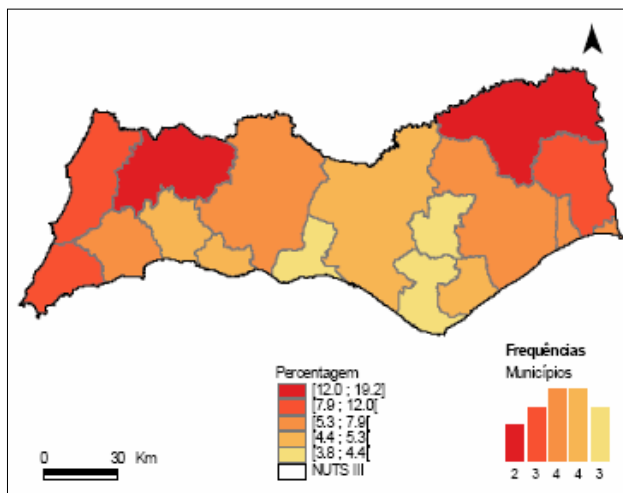 Percentagem
[12.0 ; 19.2]
[7.9 ; 12.0[
[5.3 ; 7.9[
[4.4 ; 5.3[
[3.8 ; 4.4[
NUTS III
0 30 Km
Frequências
Municípios
2 3 4 4 3